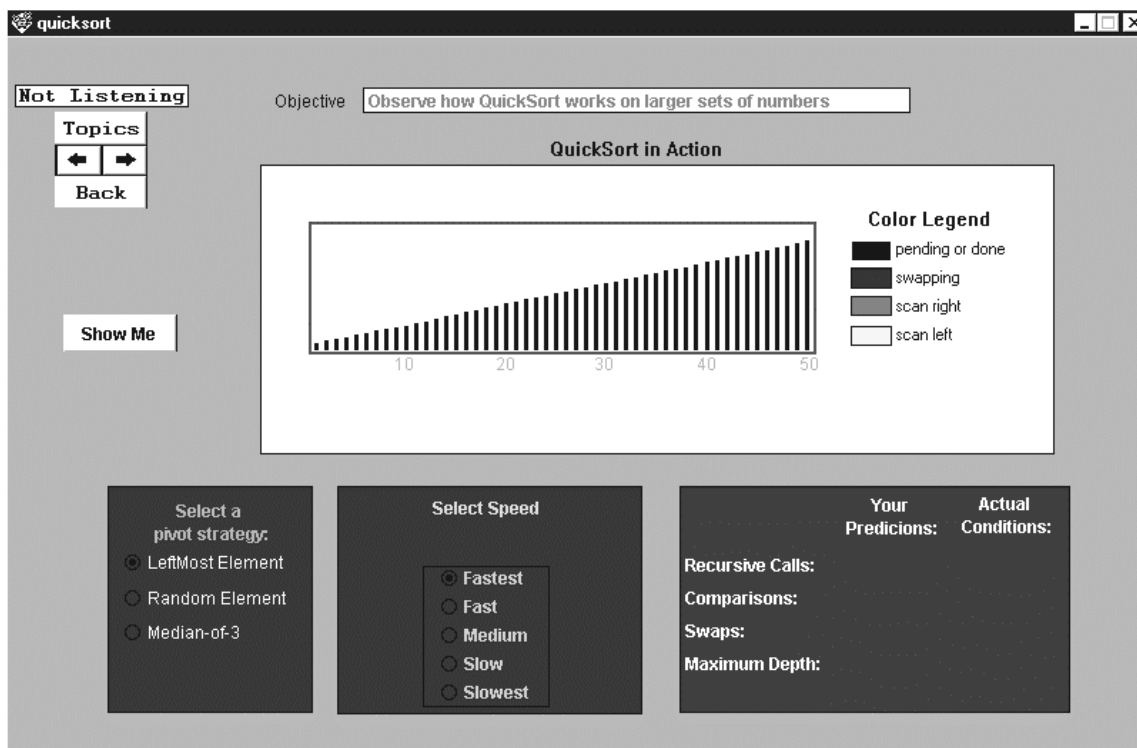 quicksort
Not Listening
Topics
Back
Objective Observe how QuickSort works on larger sets of numbers
QuickSort in Action
Color Legend
pending or done
swapping
scan right
scan left
10 20 30 40 50
Show Me
Select a
pivot strategy:
LeftMost Element
Random Element
Median-of-3
Select Speed
Fastest
Fast
Medium
Slow
Slowest
Your
Predicions:
Actual
Conditions:
Recursive Calls:
Comparisons:
Swaps:
Maximum Depth: